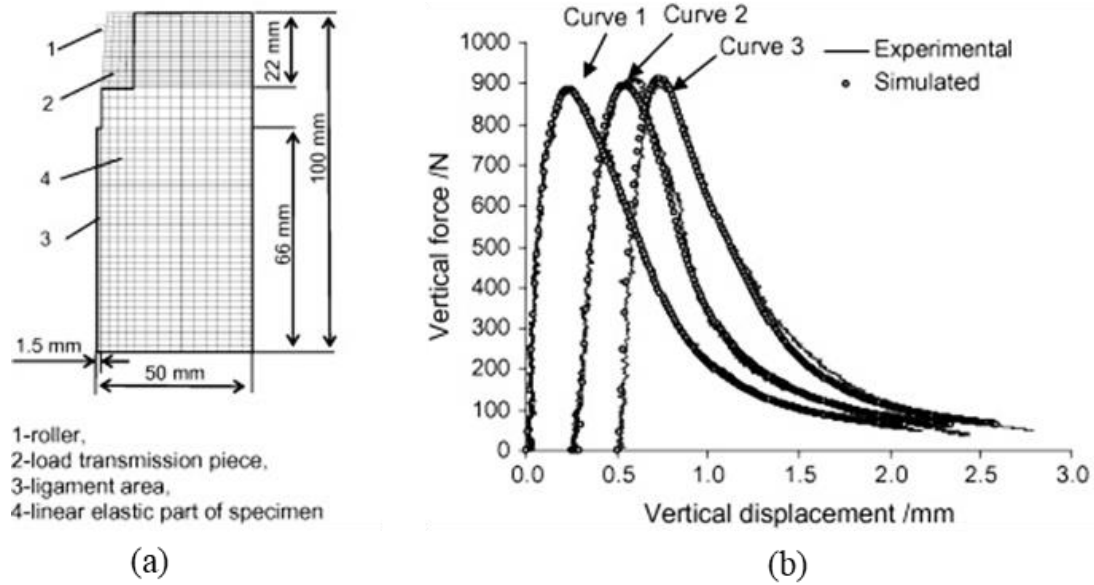 1
2
4
3
22 mm
100 mm
66 mm
1.5 mm
50 mm
1-roller,
2-load transmission piece,
3-ligament area,
4-linear elastic part of specimen
(a)
Curve 1
Curve 2
Curve 3
Experimental
Simulated
Vertical force /N
1000
900
800
700
600
500
400
300
200
100
0
0.0 0.5 1.0 1.5 2.0 2.5 3.0
Vertical displacement /mm
(b)